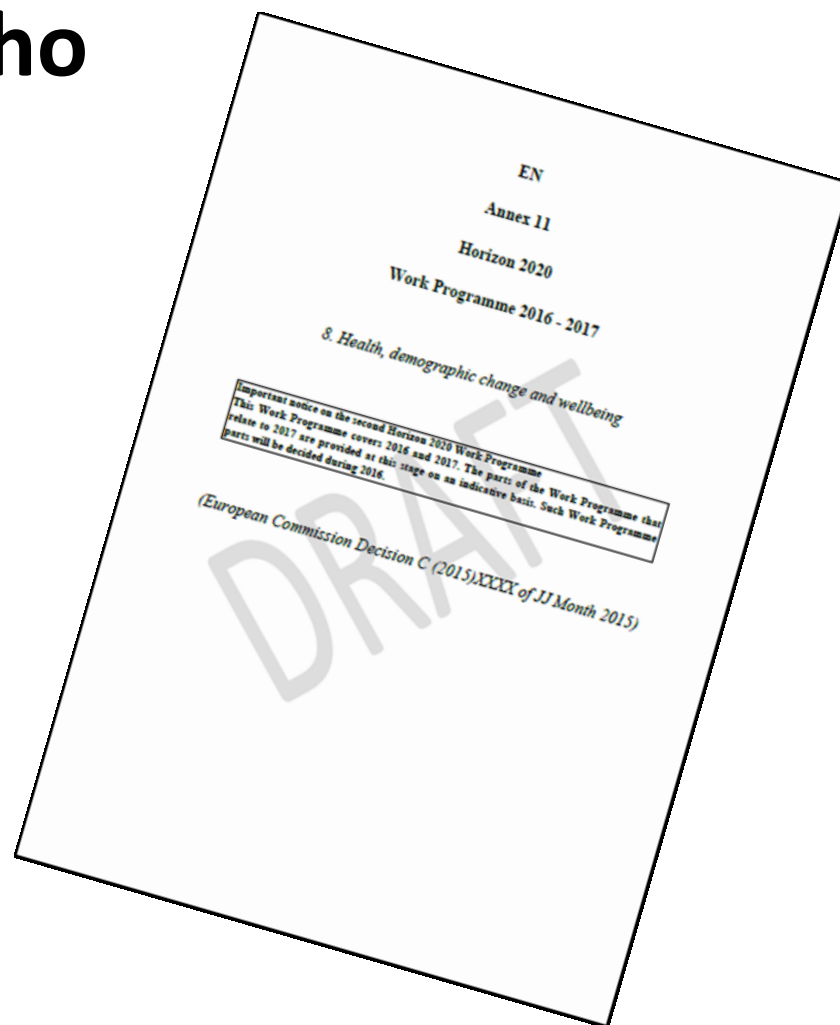 ho
EN
Annex 11
Horizon 2020
Work Programme 2016 - 2017
8. Health, demographic change and wellbeing
Important notice on the second Horizon 2020 Work Programme
This Work Programme covers 2016 and 2017. The parts of the Work Programme that
relate to 2017 are provided at this stage on an indicative basis. Such Work Programme
parts will be decided during 2016.
(European Commission Decision C (2015)XXXX of JJ Month 2015)
DRAFT